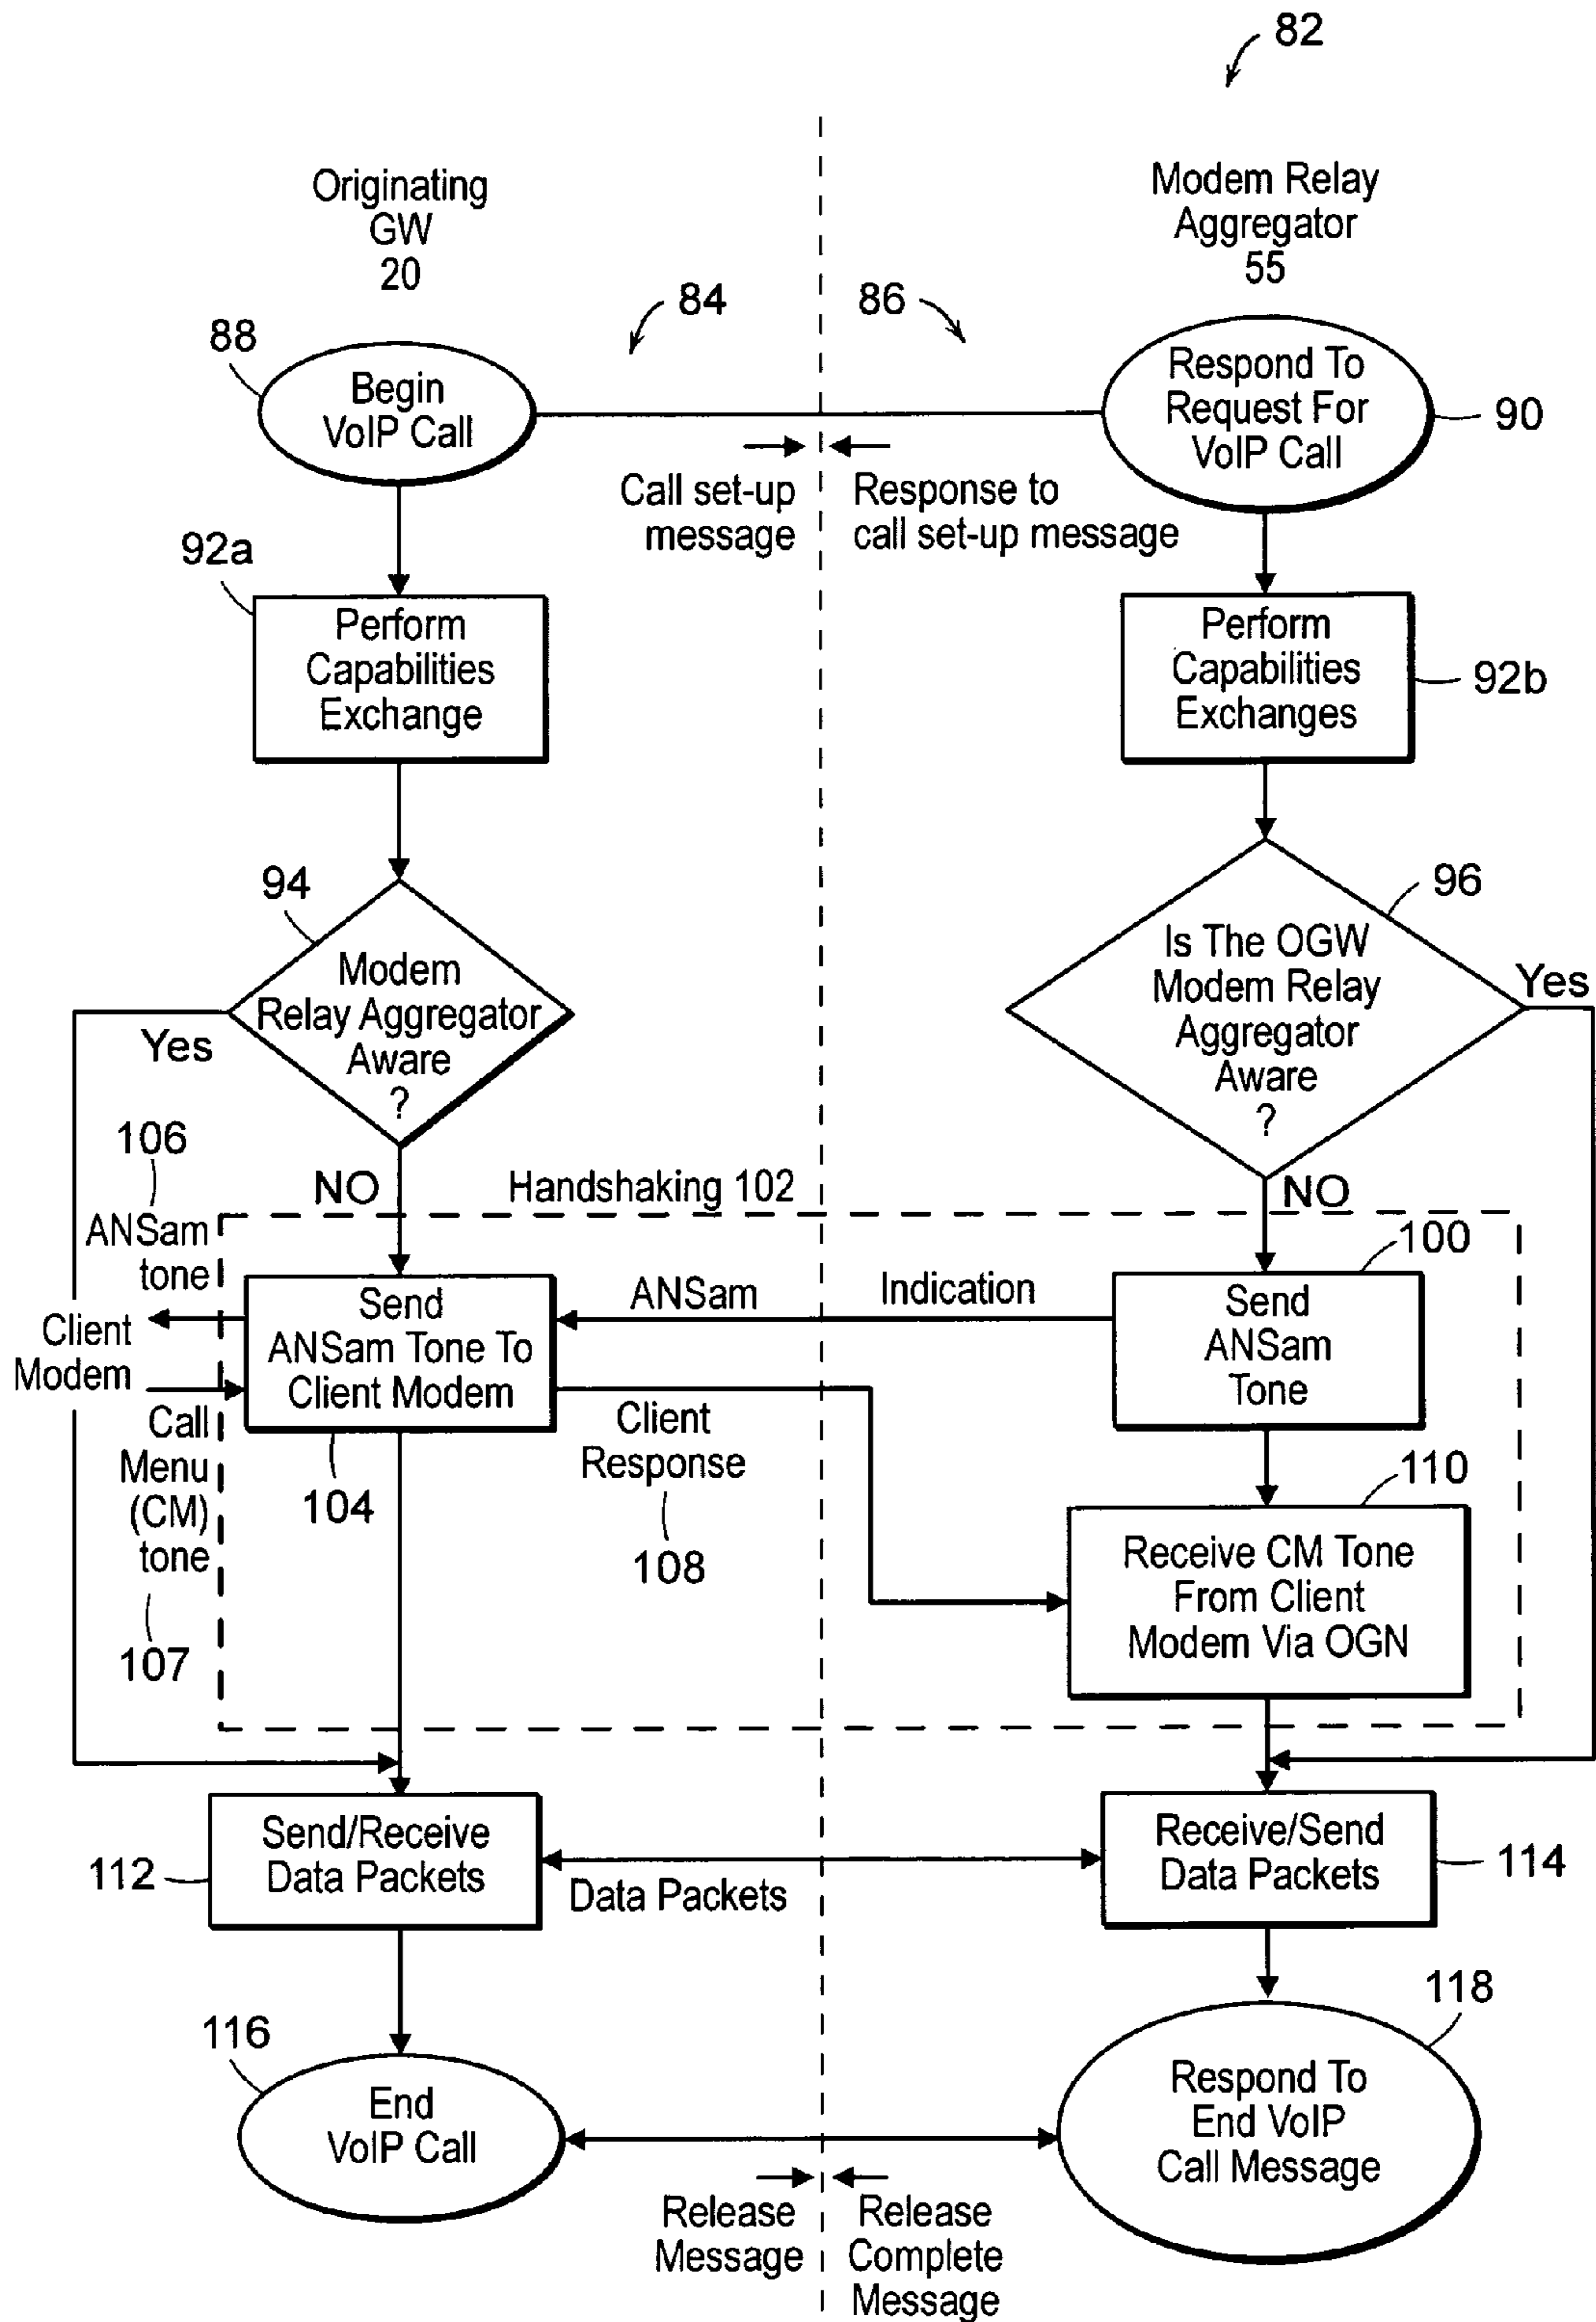 82
Originating
GW
20
Modem Relay
Aggregator
55
84
86
88
Begin
VoIP Call
Respond To
Request For
VoIP Call
90
Call set-up
message
Response to
call set-up message
92a
Perform
Capabilities
Exchange
Perform
Capabilities
Exchanges
92b
94
Modem
Relay Aggregator
Aware
?
Yes
NO
96
Is The OGW
Modem Relay
Aggregator
Aware
?
Yes
NO
Handshaking 102
106
ANSam
tone
Client
Modem
Call
Menu
(CM)
tone
107
Send
ANSam Tone To
Client Modem
104
ANSam
Indication
100
Send
ANSam
Tone
Client
Response
108
110
Receive CM Tone
From Client
Modem Via OGN
112
Send/Receive
Data Packets
Data Packets
Receive/Send
Data Packets
114
116
End
VoIP Call
118
Respond To
End VoIP
Call Message
Release
Message
Release
Complete
Message